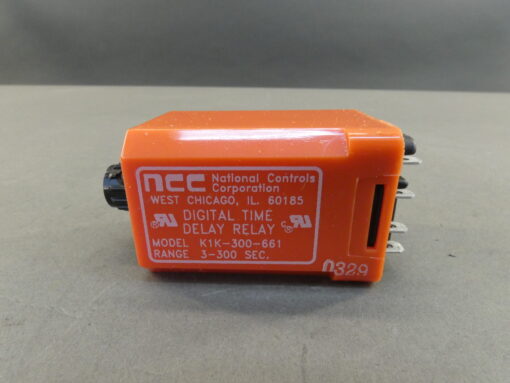 ncc National Controls
Corporation
WEST CHICAGO, IL. 60185
DIGITAL TIME
DELAY RELAY
MODEL K1K-300-661
RANGE 3-300 SEC.
0329